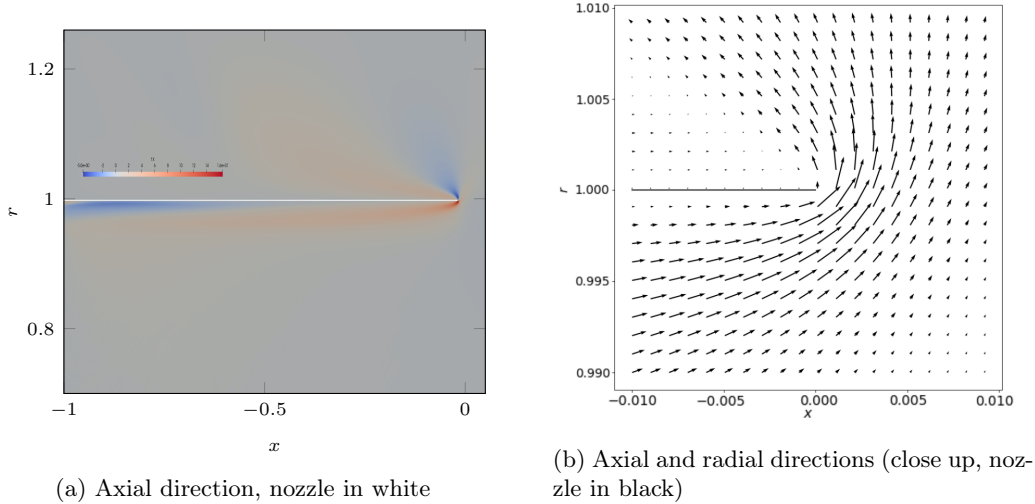 1.2
1
0.8
r
−1
−0.5
0
x
(a) Axial direction, nozzle in white
1.010
1.005
1.000
0.995
0.990
r
−0.010
−0.005
0.000
0.005
0.010
x
(b) Axial and radial directions (close up, noz-
zle in black)